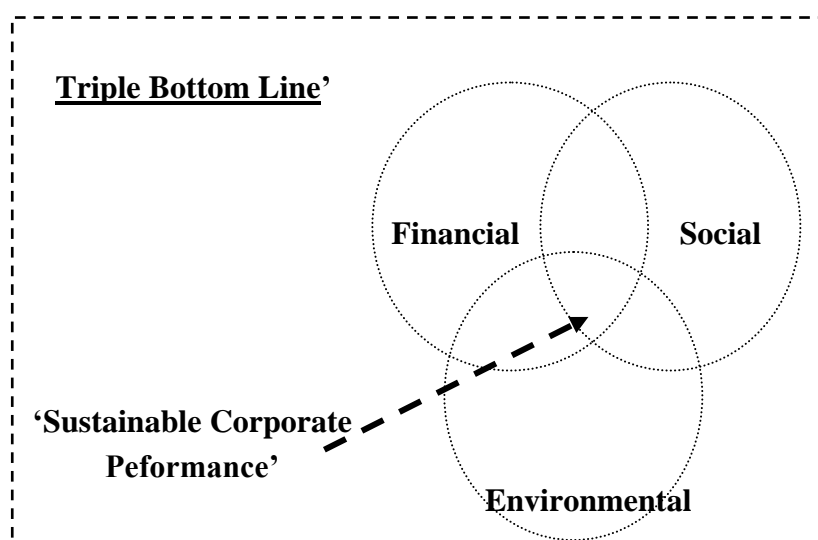 Triple Bottom Line’
Financial
Social
‘Sustainable Corporate
Peformance’
Environmental